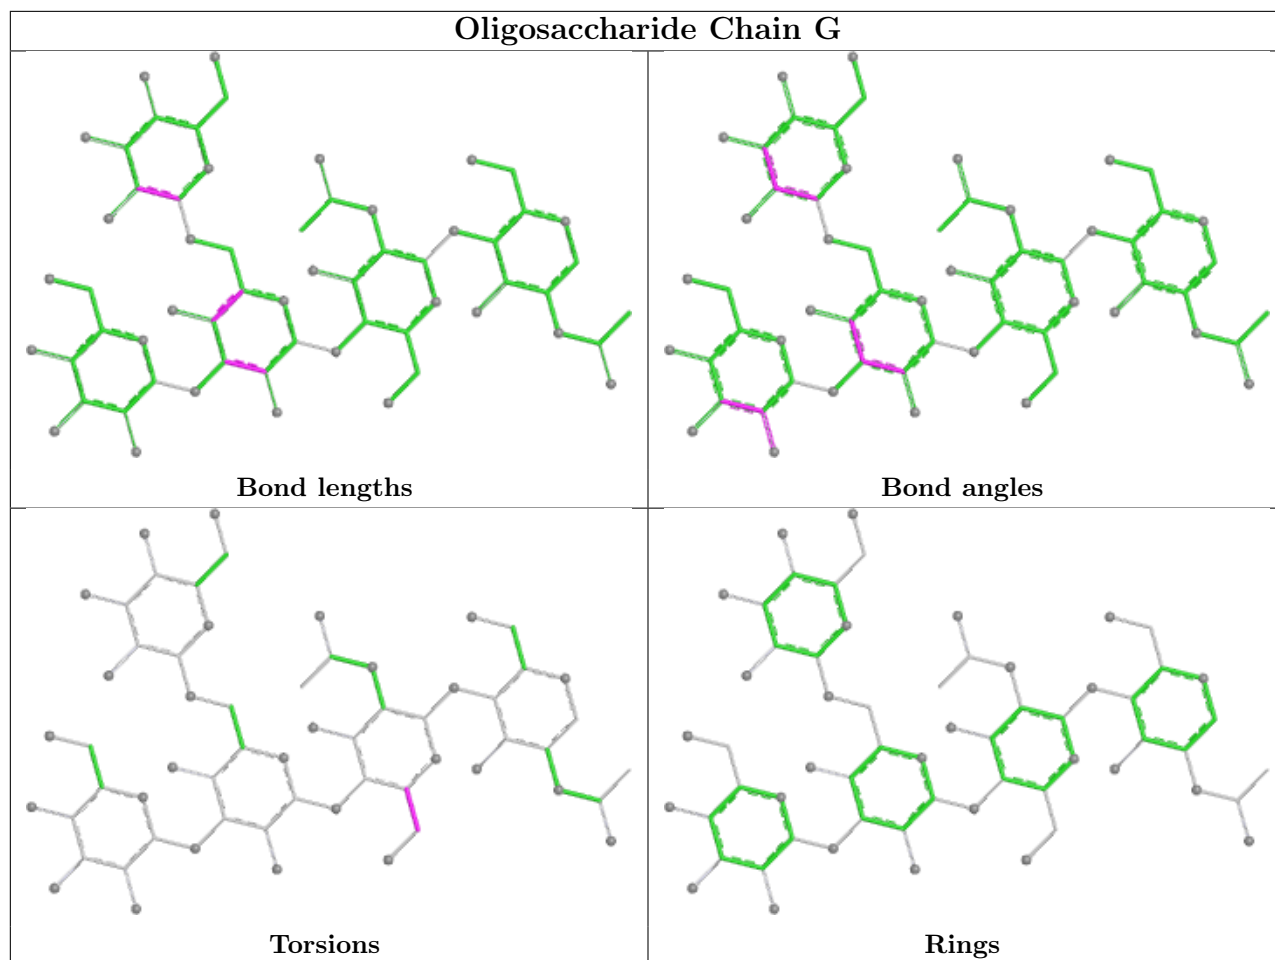 Oligosaccharide Chain G
Bond lengths
Bond angles
Torsions
Rings